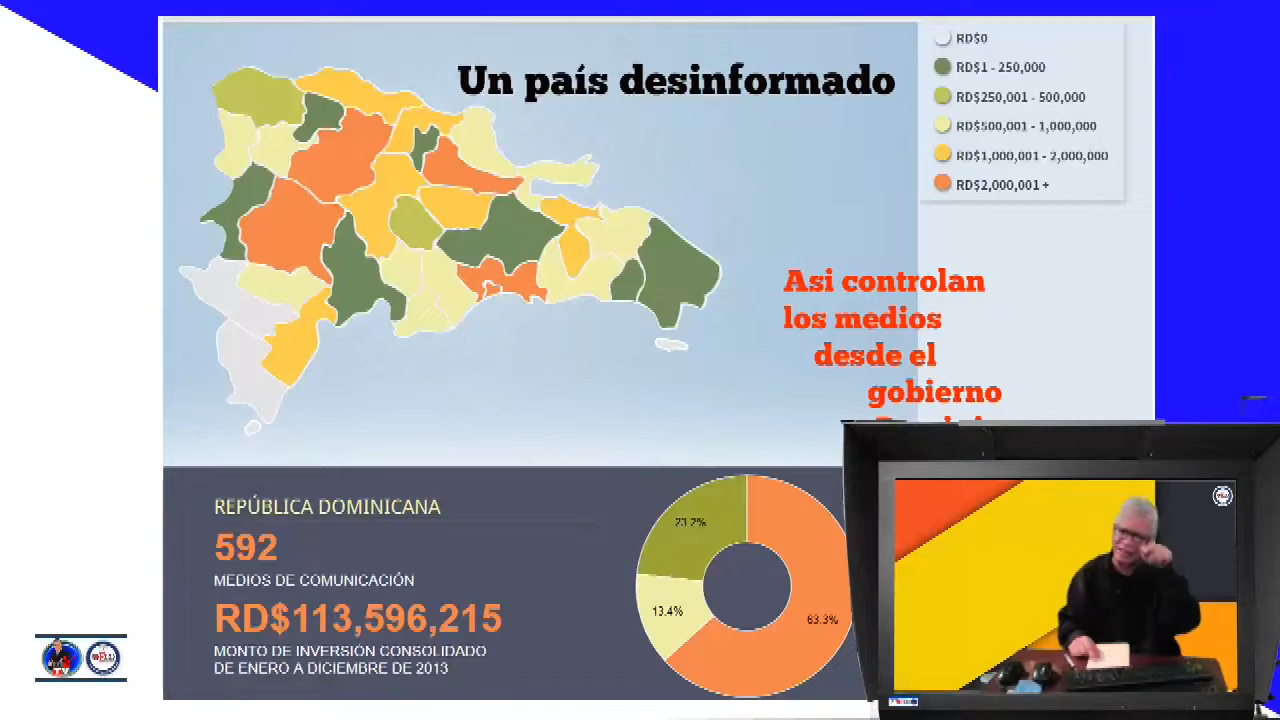 Un país desinformado
RD$0
RD$1 - 250,000
RD$250,001 - 500,000
RD$500,001 - 1,000,000
RD$1,000,001 - 2,000,000
RD$2,000,001 +
Asi controlan
los medios
desde el
gobierno
REPÚBLICA DOMINICANA
592
MEDIOS DE COMUNICACIÓN
RD$113,596,215
MONTO DE INVERSIÓN CONSOLIDADO
DE ENERO A DICIEMBRE DE 2013
23.2%
13.4%
63.3%
TV